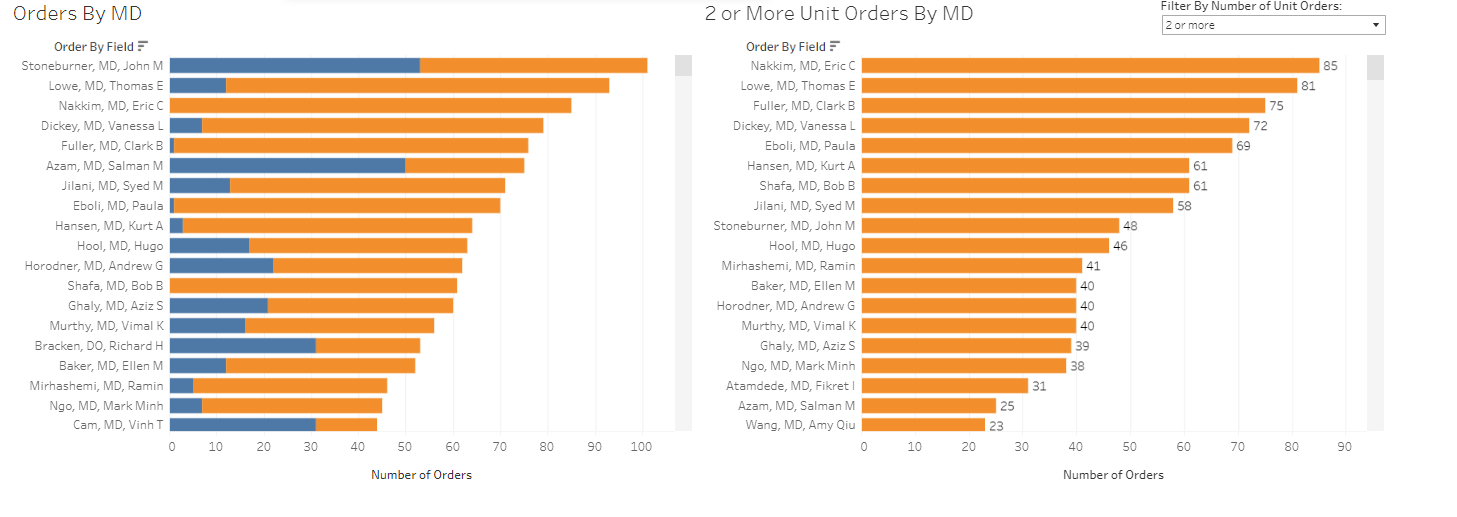 Orders By MD
Order By Field
Stoneburner, MD, John M
Lowe, MD, Thomas E
Nakkim, MD, Eric C
Dickey, MD, Vanessa L
Fuller, MD, Clark B
Azam, MD, Salman M
Jilani, MD, Syed M
Eboli, MD, Paula
Hansen, MD, Kurt A
Hool, MD, Hugo
Horodner, MD, Andrew G
Shafa, MD, Bob B
Ghaly, MD, Aziz S
Murthy, MD, Vimal K
Bracken, DO, Richard H
Baker, MD, Ellen M
Mirhashemi, MD, Ramin
Ngo, MD, Mark Minh
Cam, MD, Vinh T
0 10 20 30 40 50 60 70 80 90 100
Number of Orders
2 or More Unit Orders By MD
Filter By Number of Unit Orders:
2 or more
Order By Field
Nakkim, MD, Eric C 85
Lowe, MD, Thomas E 81
Fuller, MD, Clark B 75
Dickey, MD, Vanessa L 72
Eboli, MD, Paula 69
Hansen, MD, Kurt A 61
Shafa, MD, Bob B 61
Jilani, MD, Syed M 58
Stoneburner, MD, John M 48
Hool, MD, Hugo 46
Mirhashemi, MD, Ramin 41
Baker, MD, Ellen M 40
Horodner, MD, Andrew G 40
Murthy, MD, Vimal K 40
Ghaly, MD, Aziz S 39
Ngo, MD, Mark Minh 38
Atamdede, MD, Fikret I 31
Azam, MD, Salman M 25
Wang, MD, Amy Qiu 23
0 10 20 30 40 50 60 70 80 90
Number of Orders